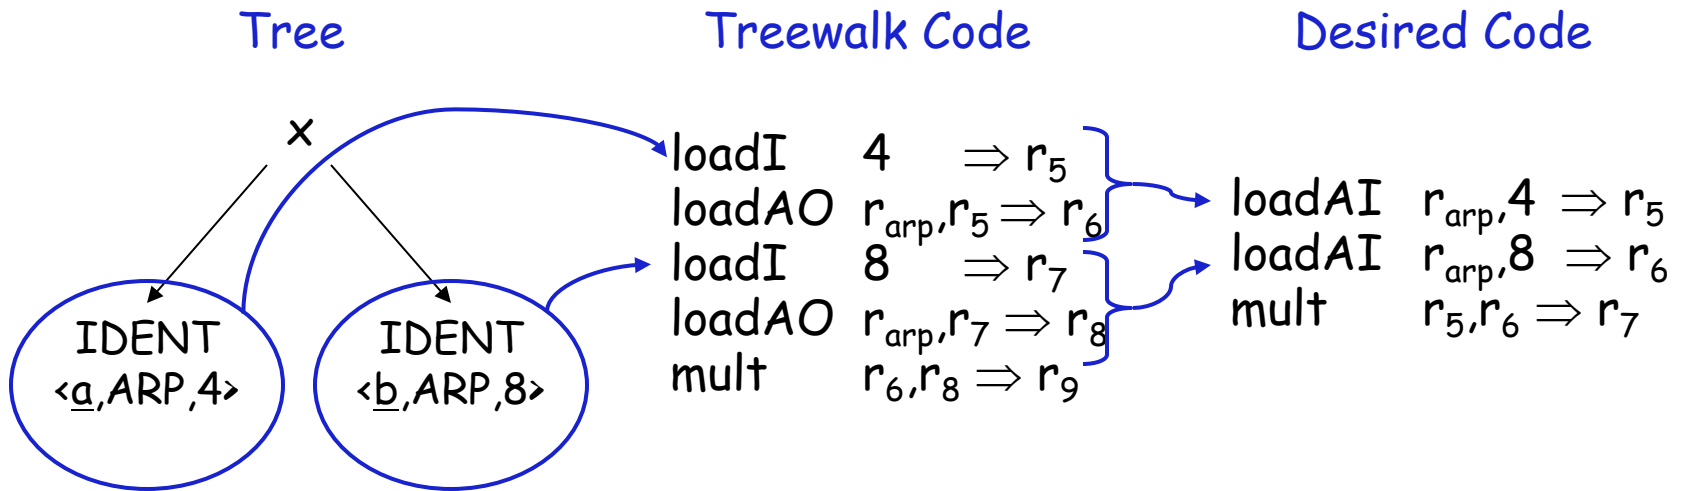 Tree
Treewalk Code
Desired Code
x
IDENT
<a,ARP,4>
IDENT
<b,ARP,8>
loadI 4 ⇒ r5
loadAO rarp,r5 ⇒ r6
loadI 8 ⇒ r7
loadAO rarp,r7 ⇒ r8
mult r6,r8 ⇒ r9
loadAI rarp,4 ⇒ r5
loadAI rarp,8 ⇒ r6
mult r5,r6 ⇒ r7